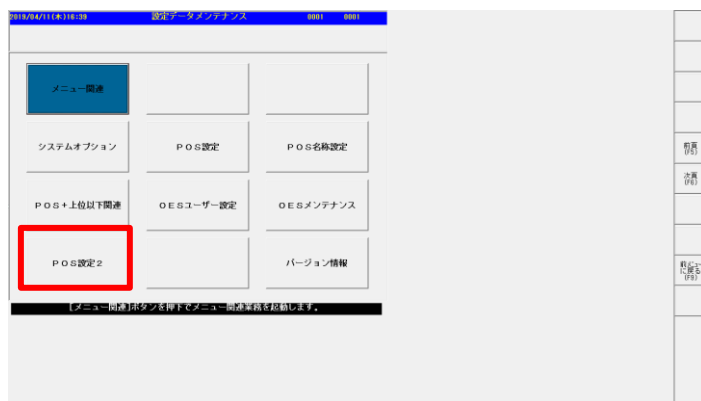 2019/04/11(木)16:39 設定データメンテナンス 0001 0001
メニュー関連
システムオプション POS設定 POS名称設定
POS+上位以下関連 OESユーザー設定 OESメンテナンス
POS設定2 バージョン情報
[メニュー関連]ボタンを押下でメニュー関連業務を起動します。
前頁
(F5)
次頁
(F6)
前メニュー
に戻る
(F9)